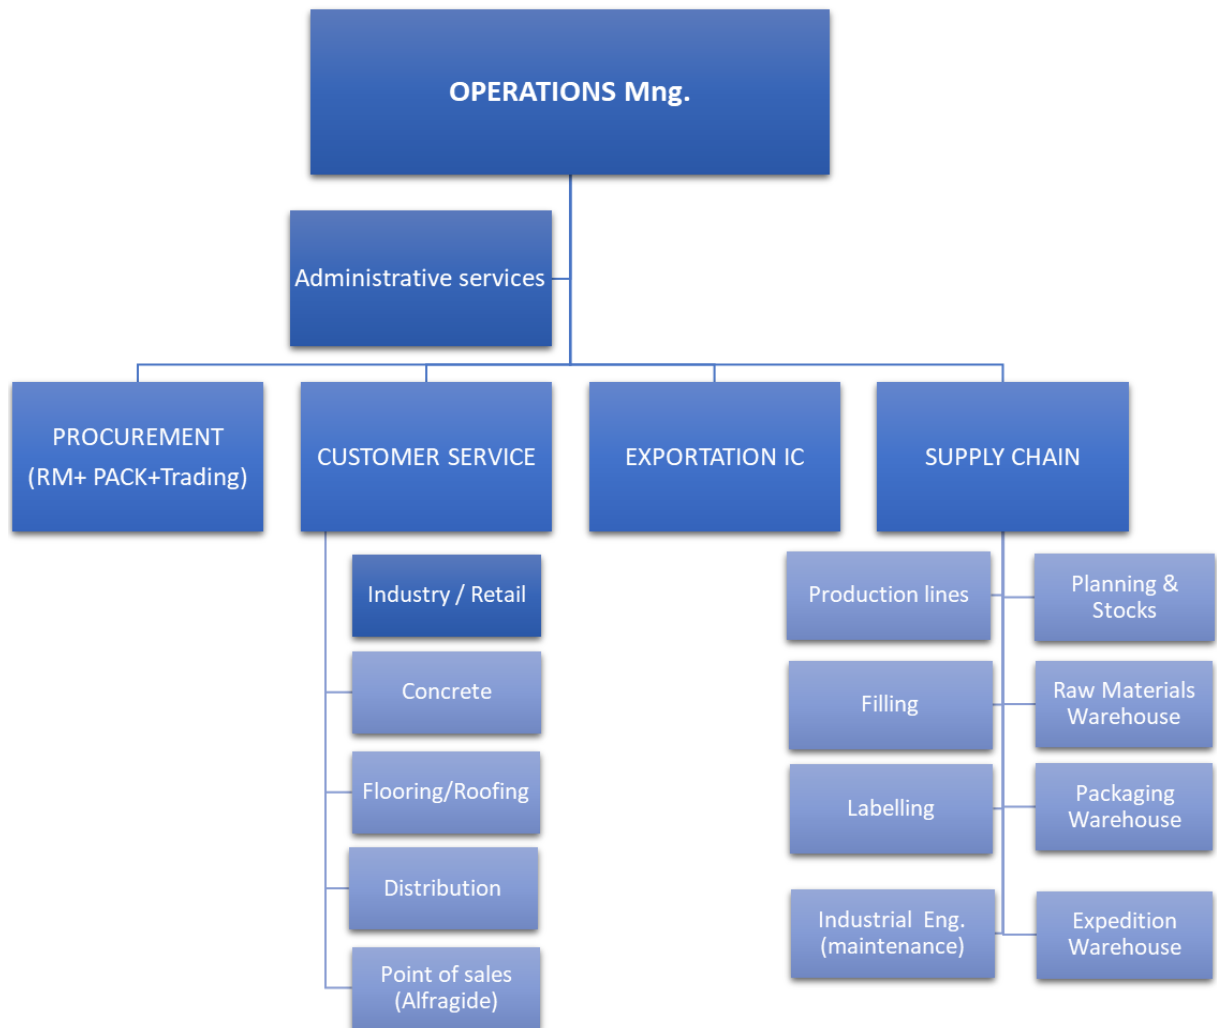 OPERATIONS Mng.
Administrative services
PROCUREMENT
(RM+ PACK+Trading)
CUSTOMER SERVICE
EXPORTATION IC
SUPPLY CHAIN
Industry / Retail
Concrete
Flooring/Roofing
Distribution
Point of sales
(Alfragide)
Production lines
Planning &
Stocks
Filling
Raw Materials
Warehouse
Labelling
Packaging
Warehouse
Industrial Eng.
(maintenance)
Expedition
Warehouse